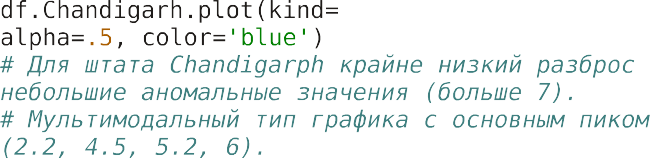 df.Chandigarh.plot(kind=
alpha=.5, color='blue')
# Для штата Chandigarph крайне низкий разброс
небольшие аномальные значения (больше 7).
# Мультимодальный тип графика с основным пиком
(2.2, 4.5, 5.2, 6).